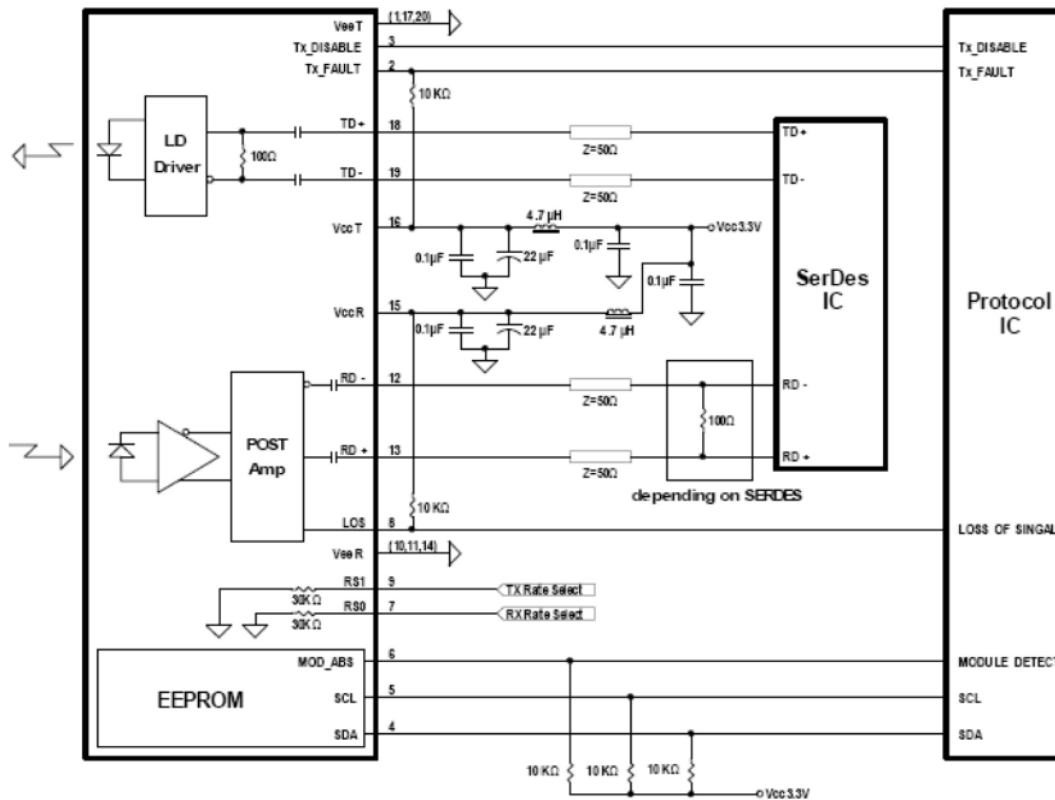 VeeT
(1,17,20)
Tx_DISABLE
3
Tx_DISABLE
Tx_FAULT
2
Tx_FAULT
10 KΩ
LD
Driver
100Ω
TD+
18
Z=50Ω
TD+
TD-
19
Z=50Ω
TD-
VccT
16
4.7 µH
Vcc3.3V
0.1µF
22 µF
0.1µF
0.1µF
SerDes
IC
Protocol
IC
VccR
15
0.1µF
22 µF
4.7 µH
RD -
12
Z=50Ω
RD -
100Ω
POST
Amp
RD +
13
Z=50Ω
RD +
depending on SERDES
10 KΩ
LOS
8
LOSS OF SINGAL
VeeR
(10,11,14)
RS1
9
TX Rate Select
30KΩ
RS0
7
RX Rate Select
30KΩ
MOD_ABS
6
MODULE DETECT
EEPROM
SCL
5
SCL
SDA
4
SDA
10 KΩ
10 KΩ
10 KΩ
Vcc3.3V